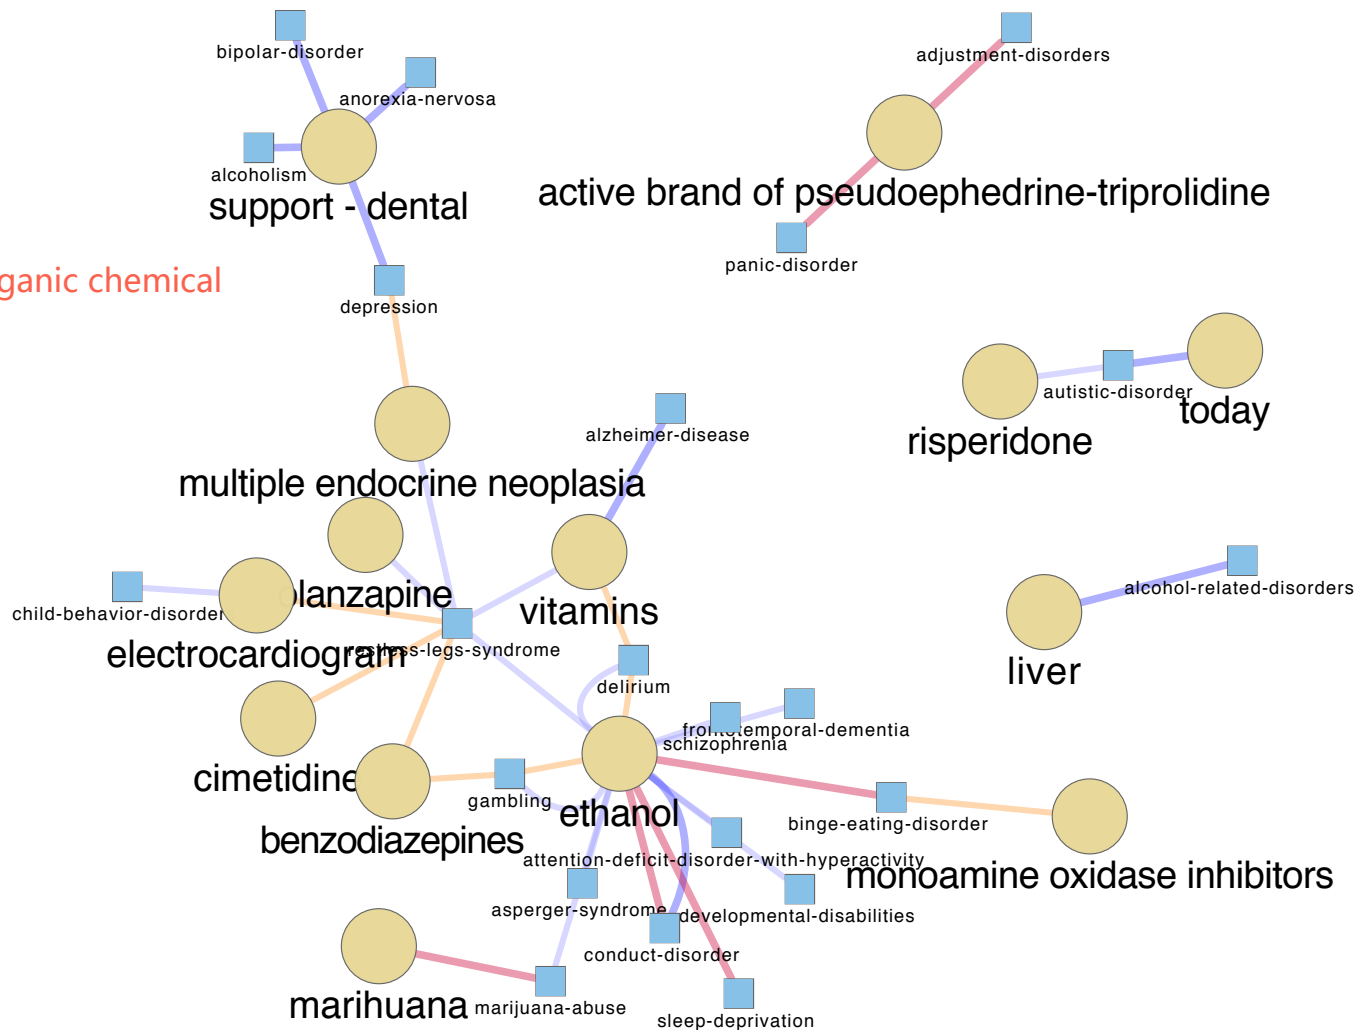 bipolar-disorder
adjustment-disorders
anorexia-nervosa
alcoholism
support - dental
active brand of pseudoephedrine-triprolidine
panic-disorder
ganic chemical
depression
autistic-disorder
today
risperidone
alzheimer-disease
multiple endocrine neoplasia
olanzapine
vitamins
child-behavior-disorder
alcohol-related-disorders
electrocardiogram
restless-legs-syndrome
liver
delirium
frontotemporal-dementia
schizophrenia
cimetidine
gambling
ethanol
binge-eating-disorder
benzodiazepines
attention-deficit-disorder-with-hyperactivity
monoamine oxidase inhibitors
asperger-syndrome
developmental-disabilities
conduct-disorder
marihuana
marijuana-abuse
sleep-deprivation